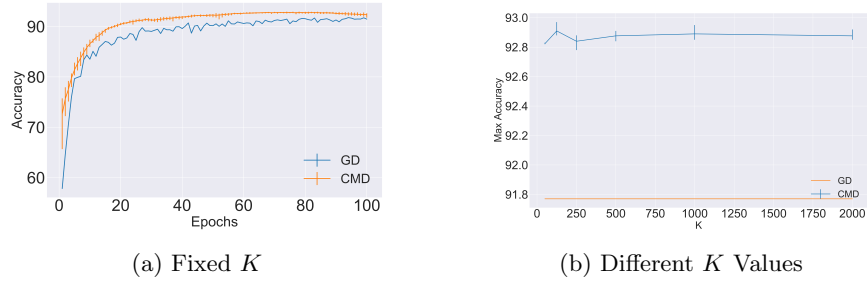 90
80
70
60
Accuracy
0
20
40
60
80
100
Epochs
GD
CMD
93.0
92.8
92.6
92.4
92.2
92.0
91.8
Max Accuracy
0
250
500
750
1000
1250
1500
1750
2000
K
GD
CMD
(a) Fixed K
(b) Different K Values